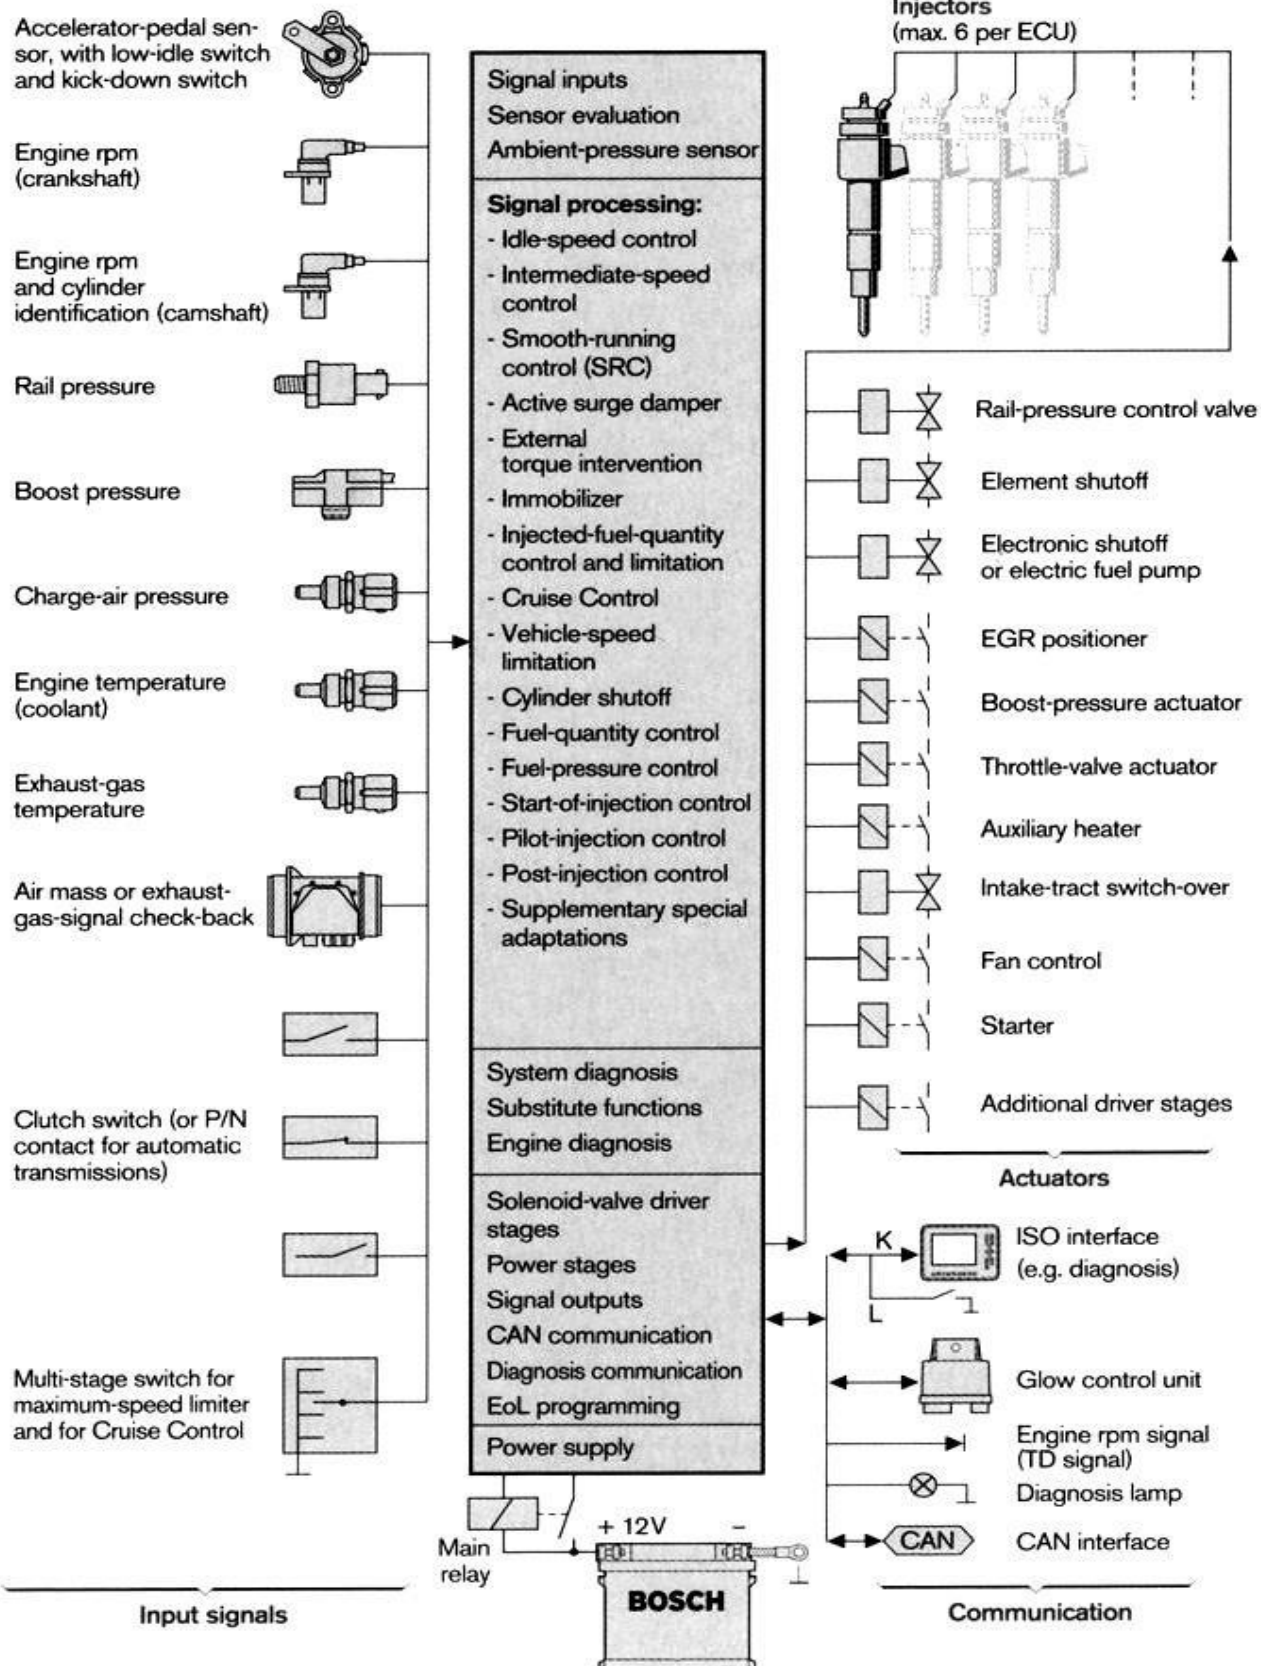 Accelerator-pedal sen-
sor, with low-idle switch
and kick-down switch
Engine rpm
(crankshaft)
Engine rpm
and cylinder
identification (camshaft)
Rail pressure
Boost pressure
Charge-air pressure
Engine temperature
(coolant)
Exhaust-gas
temperature
Air mass or exhaust-
gas-signal check-back
Clutch switch (or P/N
contact for automatic
transmissions)
Multi-stage switch for
maximum-speed limiter
and for Cruise Control
Input signals
Signal inputs
Sensor evaluation
Ambient-pressure sensor
Signal processing:
- Idle-speed control
- Intermediate-speed
control
- Smooth-running
control (SRC)
- Active surge damper
- External
torque intervention
- Immobilizer
- Injected-fuel-quantity
control and limitation
- Cruise Control
- Vehicle-speed
limitation
- Cylinder shutoff
- Fuel-quantity control
- Fuel-pressure control
- Start-of-injection control
- Pilot-injection control
- Post-injection control
- Supplementary special
adaptations
System diagnosis
Substitute functions
Engine diagnosis
Solenoid-valve driver
stages
Power stages
Signal outputs
CAN communication
Diagnosis communication
EoL programming
Power supply
Main
relay
+ 12V –
BOSCH
Injectors
(max. 6 per ECU)
Rail-pressure control valve
Element shutoff
Electronic shutoff
or electric fuel pump
EGR positioner
Boost-pressure actuator
Throttle-valve actuator
Auxiliary heater
Intake-tract switch-over
Fan control
Starter
Additional driver stages
Actuators
K
L
ISO interface
(e.g. diagnosis)
Glow control unit
Engine rpm signal
(TD signal)
Diagnosis lamp
CAN
CAN interface
Communication